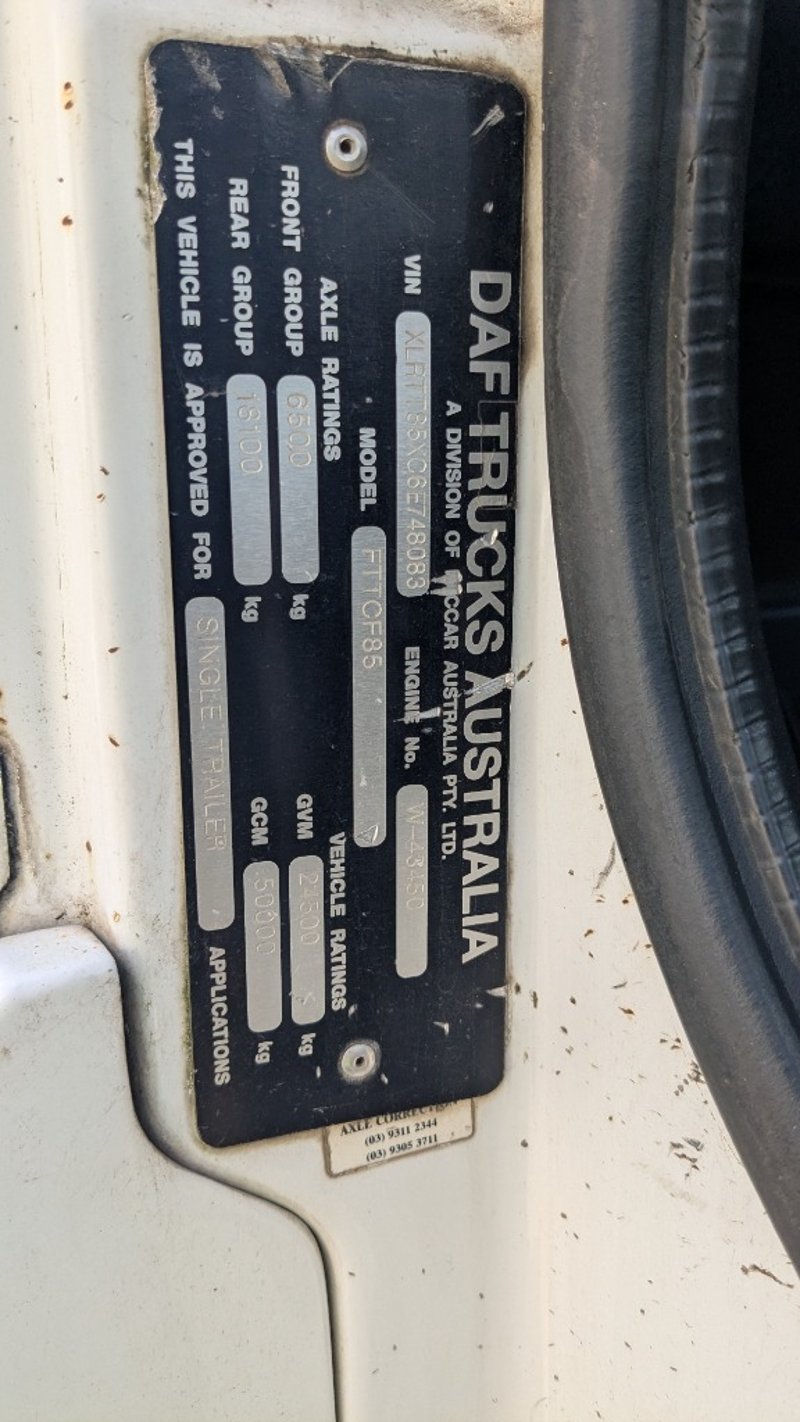 DAF TRUCKS AUSTRALIA
A DIVISION OF PACCAR AUSTRALIA PTY. LTD.
VIN XLRTT85XC6E748083 ENGINE No. W-43450
MODEL FTTCF85
AXLE RATINGS VEHICLE RATINGS
FRONT GROUP 6500 kg GVM 24500 kg
REAR GROUP 18100 kg GCM 50000 kg
THIS VEHICLE IS APPROVED FOR SINGLE TRAILER APPLICATIONS
AXLE CORRECTION
(03) 9311 2344
(03) 9305 3711